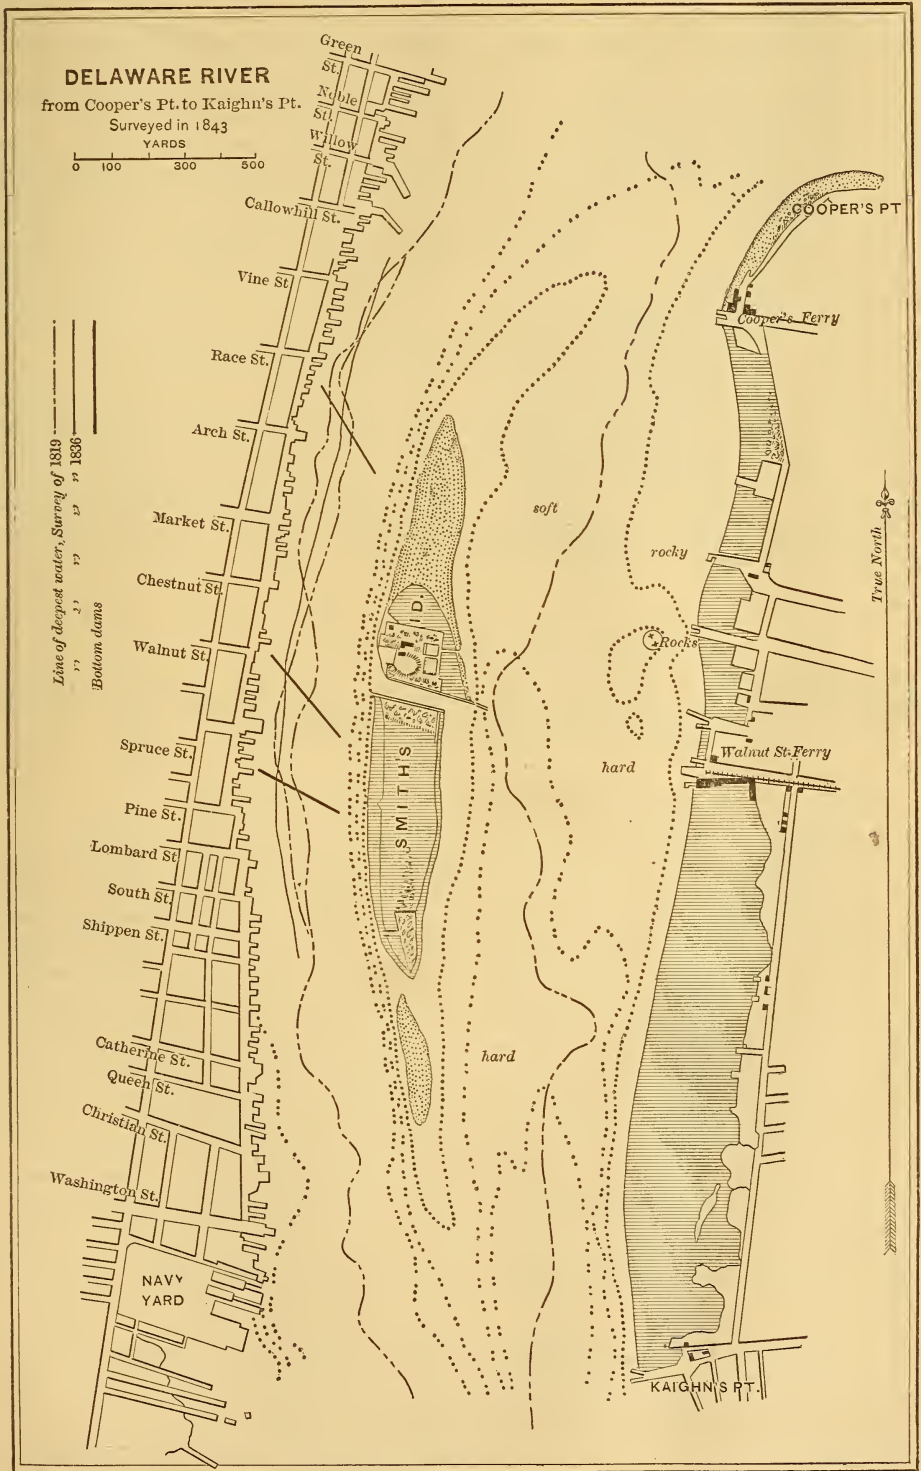 DELAWARE RIVER
from Cooper's Pt. to Kaighn's Pt.
Surveyed in 1843
YARDS
0 100 300 500
Green
St.
Noble
St.
Willow
St.
Callowhill St.
Vine St
Race St.
Arch St.
Market St.
Chestnut St.
Walnut St.
Spruce St.
Pine St.
Lombard St
South St.
Shippen St.
Catherine St.
Queen St.
Christian St.
Washington St.
NAVY
YARD
Line of deepest water, Survey of 1819
" " " " " 1836
Bottom dams
SMITH'S
ID.
soft
rocky
Rocks
hard
hard
COOPER'S PT
Cooper's Ferry
Walnut St. Ferry
KAIGHN'S PT.
True North